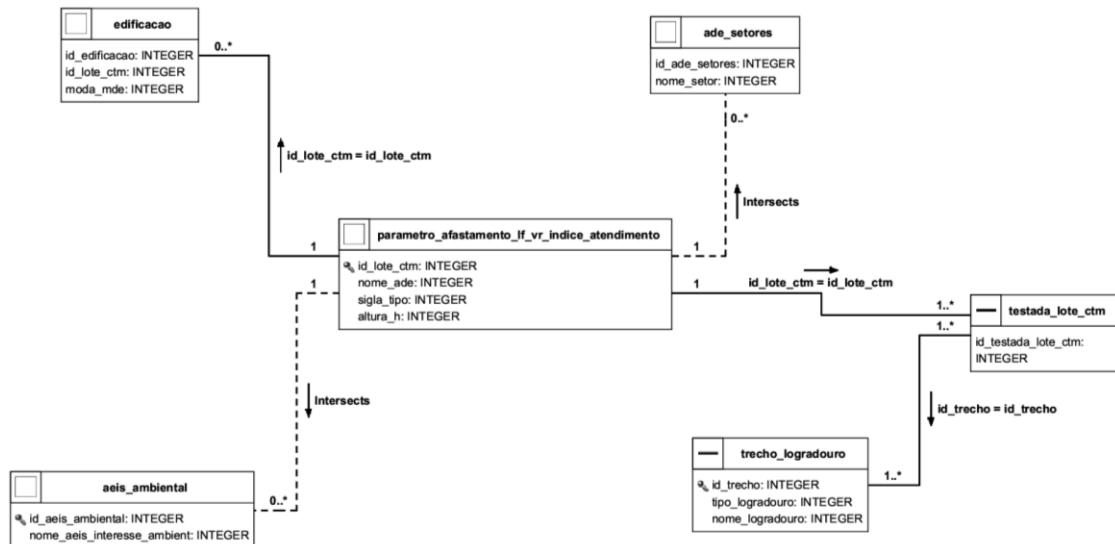 edificacao
id_edificacao: INTEGER
id_lote_ctm: INTEGER
moda_mde: INTEGER
0..*
ade_setores
id_ade_setores: INTEGER
nome_setor: INTEGER
0..*
id_lote_ctm = id_lote_ctm
Intersects
parametro_afastamento_lf_vr_indice_atendimento
id_lote_ctm: INTEGER
nome_ade: INTEGER
sigla_tipo: INTEGER
altura_h: INTEGER
1
1
1
1
id_lote_ctm = id_lote_ctm
1..*
1..*
testada_lote_ctm
id_testada_lote_ctm:
INTEGER
Intersects
id_trecho = id_trecho
trecho_logradouro
id_trecho: INTEGER
tipo_logradouro: INTEGER
nome_logradouro: INTEGER
1..*
aeis_ambiental
id_aeis_ambiental: INTEGER
nome_aeis_interesse_ambient: INTEGER
0..*